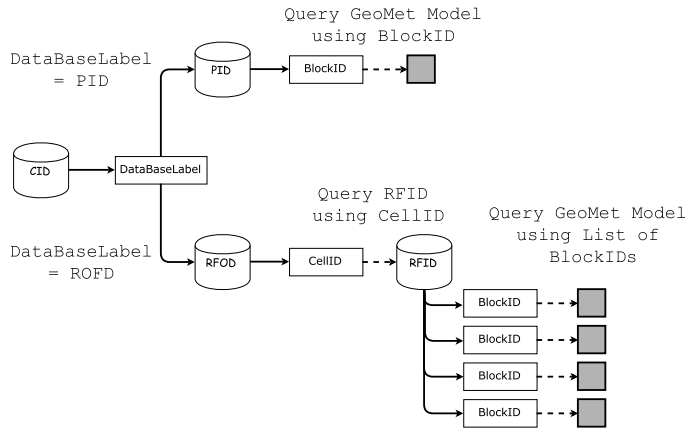 Query GeoMet Model
using BlockID
DataBaseLabel
= PID
PID
BlockID
CID
DataBaseLabel
Query RFID
using CellID
Query GeoMet Model
using List of
BlockIDs
DataBaseLabel
= ROFD
RFOD
CellID
RFID
BlockID
BlockID
BlockID
BlockID